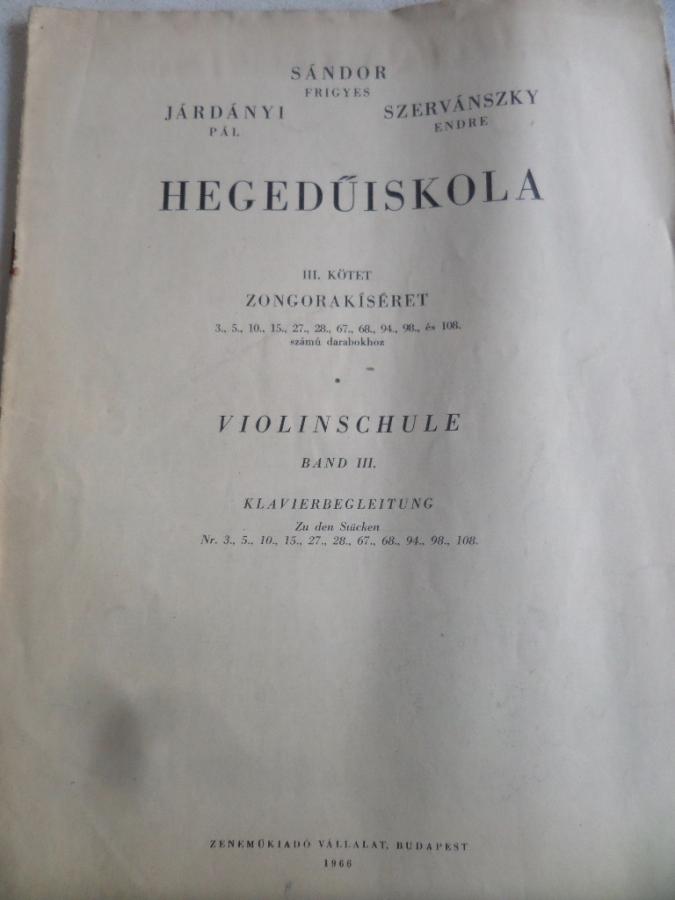 SÁNDOR
FRIGYES
JÁRDÁNYI
PÁL
SZERVÁNSZKY
ENDRE
HEGEDŰISKOLA
III. KÖTET
ZONGORAKÍSÉRET
3., 5., 10., 15., 27., 28., 67., 68., 94., 98., és 108.
számú darabokhoz
VIOLINSCHULE
BAND III.
KLAVIERBEGLEITUNG
Zu den Stücken
Nr. 3., 5., 10., 15., 27., 28., 67., 68., 94., 98., 108.
ZENEMŰKIADÓ VÁLLALAT, BUDAPEST
1966